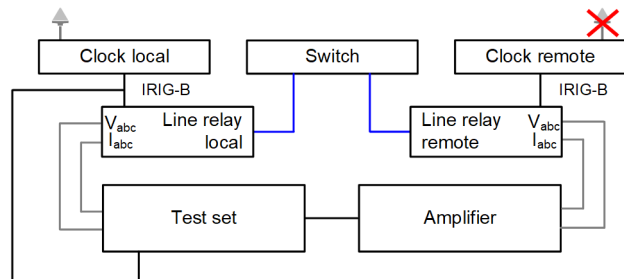 Clock local
Switch
Clock remote
IRIG-B
IRIG-B
Vabc
Iabc
Line relay
local
Line relay
remote
Vabc
Iabc
Test set
Amplifier